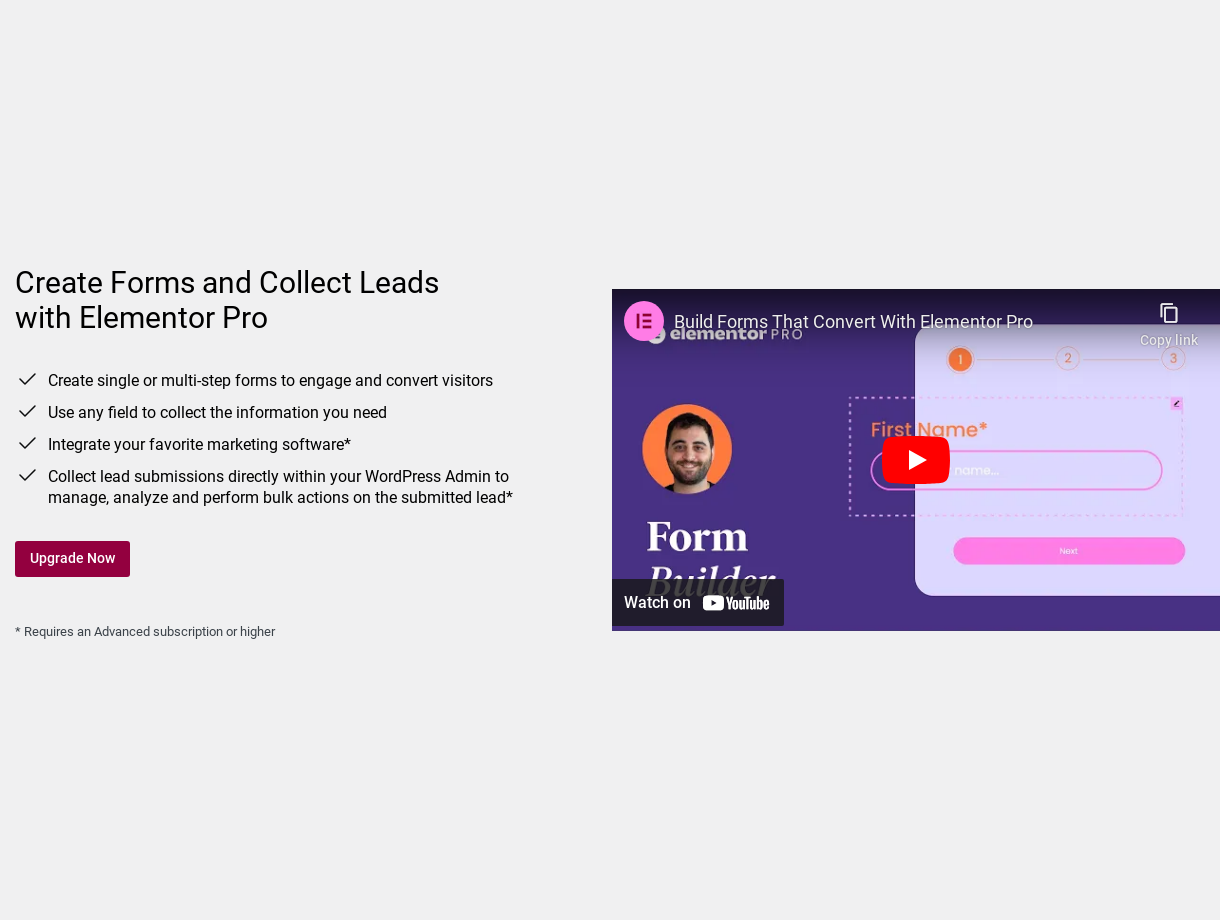 Create Forms and Collect Leads
with Elementor Pro
Create single or multi-step forms to engage and convert visitors
Use any field to collect the information you need
Integrate your favorite marketing software*
Collect lead submissions directly within your WordPress Admin to
manage, analyze and perform bulk actions on the submitted lead*
Upgrade Now
* Requires an Advanced subscription or higher
Build Forms That Convert With Elementor Pro
Copy link
elementor PRO
1 2 3
First Name*
name...
Form
Builder
Next
Watch on YouTube